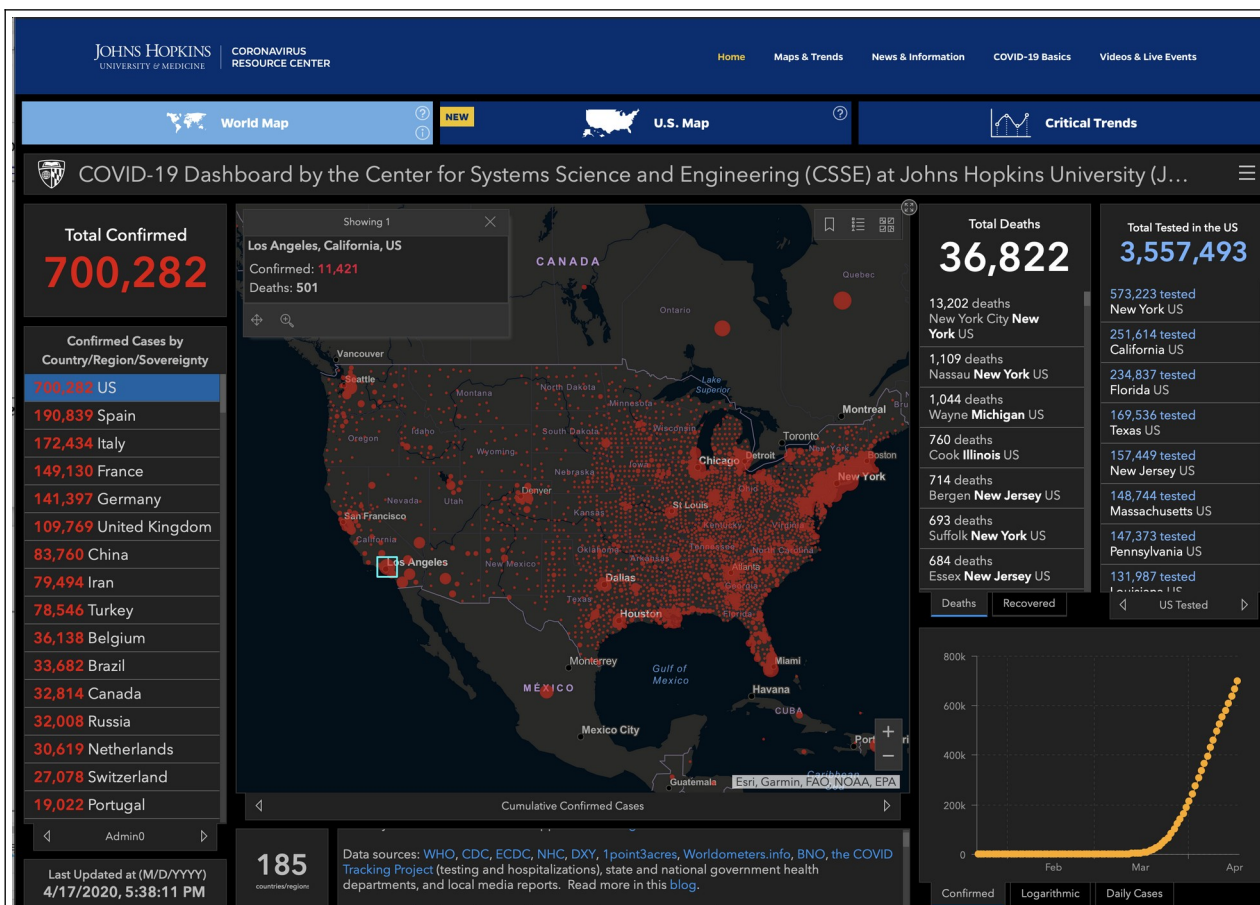 JOHNS HOPKINS
UNIVERSITY & MEDICINE
CORONAVIRUS
RESOURCE CENTER
Home
Maps & Trends
News & Information
COVID-19 Basics
Videos & Live Events
World Map
NEW
U.S. Map
Critical Trends
COVID-19 Dashboard by the Center for Systems Science and Engineering (CSSE) at Johns Hopkins University (J...
Total Confirmed
700,282
Confirmed Cases by
Country/Region/Sovereignty
700,282 US
190,839 Spain
172,434 Italy
149,130 France
141,397 Germany
109,769 United Kingdom
83,760 China
79,494 Iran
78,546 Turkey
36,138 Belgium
33,682 Brazil
32,814 Canada
32,008 Russia
30,619 Netherlands
27,078 Switzerland
19,022 Portugal
Admin0
Last Updated at (M/D/YYYY)
4/17/2020, 5:38:11 PM
Showing 1
Los Angeles, California, US
Confirmed: 11,421
Deaths: 501
CANADA
Quebec
Ontario
Vancouver
Seattle
Montana
North Dakota
Minnesota
Lake
Superior
Montreal
Oregon
Idaho
Wyoming
South Dakota
Wisconsin
Toronto
New York
Boston
Chicago
Detroit
New York
Nebraska
Iowa
Ohio
Nevada
Utah
Denver
San Francisco
California
Kansas
St Louis
Kentucky
Virginia
Los Angeles
New Mexico
Oklahoma
Arkansas
Tennessee
North Carolina
Dallas
Atlanta
Georgia
Texas
Houston
Florida
Monterrey
Gulf of
Mexico
Miami
MÉXICO
Havana
CUBA
Mexico City
Guatemala
Caribbean
Esri, Garmin, FAO, NOAA, EPA
Cumulative Confirmed Cases
185
countries/regions
Data sources: WHO, CDC, ECDC, NHC, DXY, 1point3acres, Worldometers.info, BNO, the COVID
Tracking Project (testing and hospitalizations), state and national government health
departments, and local media reports. Read more in this blog.
Total Deaths
36,822
13,202 deaths
New York City New
York US
1,109 deaths
Nassau New York US
1,044 deaths
Wayne Michigan US
760 deaths
Cook Illinois US
714 deaths
Bergen New Jersey US
693 deaths
Suffolk New York US
684 deaths
Essex New Jersey US
Deaths
Recovered
Total Tested in the US
3,557,493
573,223 tested
New York US
251,614 tested
California US
234,837 tested
Florida US
169,536 tested
Texas US
157,449 tested
New Jersey US
148,744 tested
Massachusetts US
147,373 tested
Pennsylvania US
131,987 tested
Louisiana US
US Tested
800k
600k
400k
200k
0
Feb
Mar
Apr
Confirmed
Logarithmic
Daily Cases